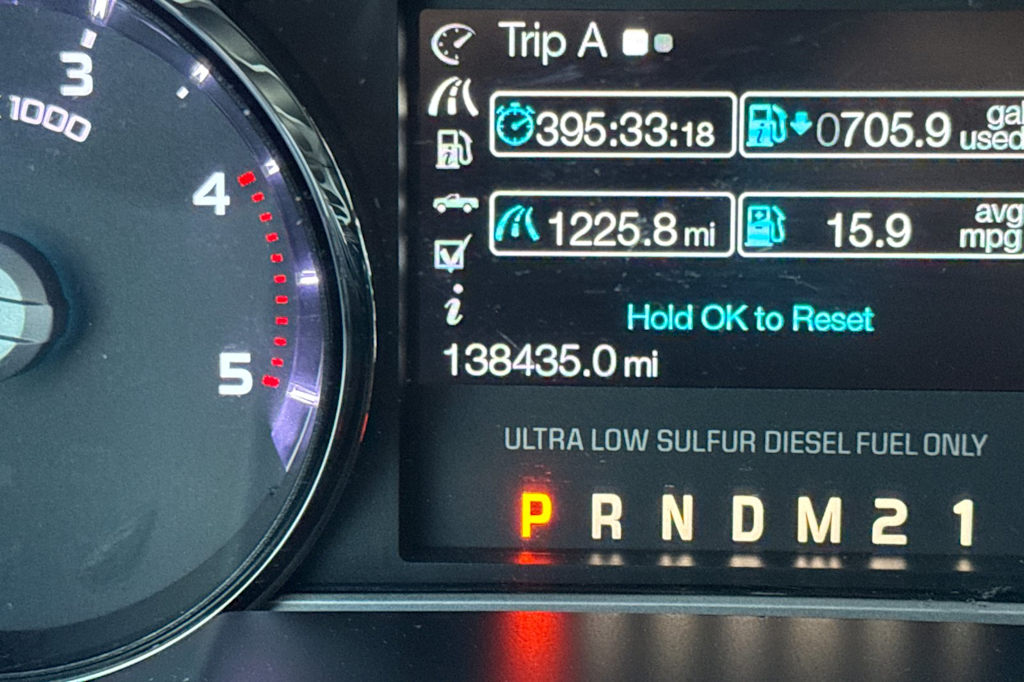 3
1000
4
5
Trip A
395:33:18
0705.9 gal used
1225.8 mi
15.9 avg mpg
Hold OK to Reset
138435.0 mi
ULTRA LOW SULFUR DIESEL FUEL ONLY
P R N D M 2 1